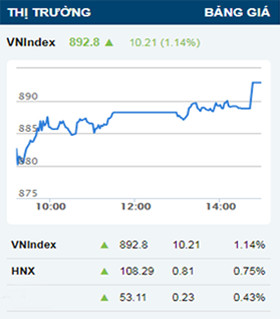 THỊ TRƯỜNG BẢNG GIÁ
VNIndex 892.8 ▲ 10.21 (1.14%)
890
885
880
875
10:00 12:00 14:00
VNIndex ▲ 892.8 10.21 1.14%
HNX ▲ 108.29 0.81 0.75%
▲ 53.11 0.23 0.43%